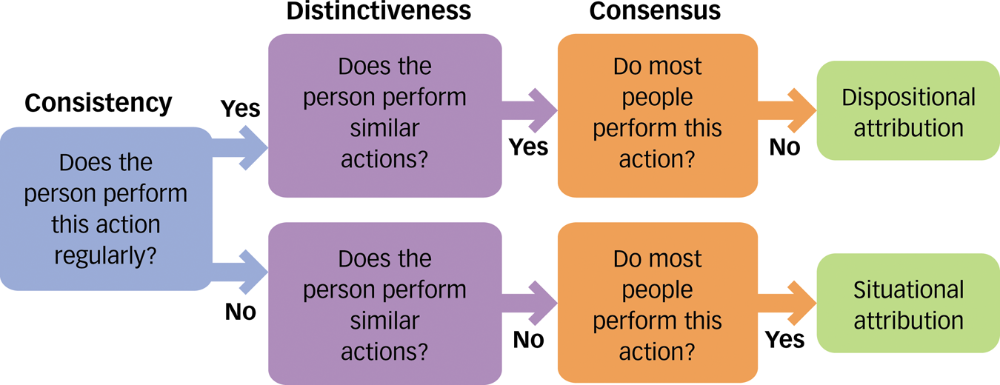 Consistency
Does the
person perform
this action
regularly?
Yes
No
Distinctiveness
Does the
person perform
similar
actions?
Yes
Does the
person perform
similar
actions?
No
Consensus
Do most
people
perform this
action?
No
Do most
people
perform this
action?
Yes
Dispositional
attribution
Situational
attribution